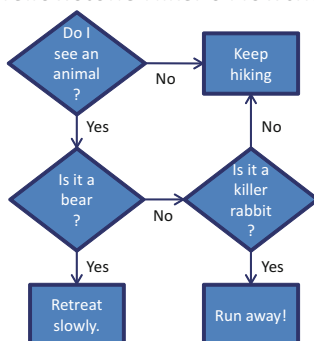 Do I
see an
animal
?
No
Keep
hiking
Yes
No
Is it a
bear
?
No
Is it a
killer
rabbit
?
Yes
Yes
Retreat
slowly.
Run away!